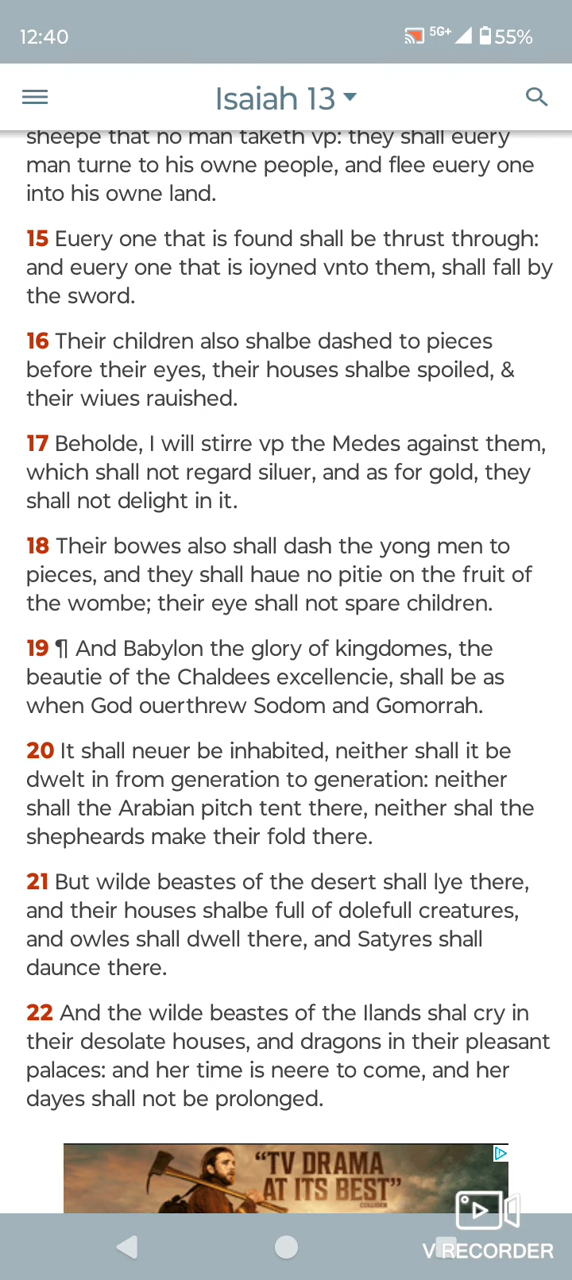 12:40
5G+
55%
Isaiah 13
sheepe that no man taketh vp: they shall euery
man turne to his owne people, and flee euery one
into his owne land.
15 Euery one that is found shall be thrust through:
and euery one that is ioyned vnto them, shall fall by
the sword.
16 Their children also shalbe dashed to pieces
before their eyes, their houses shalbe spoiled, &
their wiues rauished.
17 Beholde, I will stirre vp the Medes against them,
which shall not regard siluer, and as for gold, they
shall not delight in it.
18 Their bowes also shall dash the yong men to
pieces, and they shall haue no pitie on the fruit of
the wombe; their eye shall not spare children.
19 ¶ And Babylon the glory of kingdomes, the
beautie of the Chaldees excellencie, shall be as
when God ouerthrew Sodom and Gomorrah.
20 It shall neuer be inhabited, neither shall it be
dwelt in from generation to generation: neither
shall the Arabian pitch tent there, neither shal the
shepheards make their fold there.
21 But wilde beastes of the desert shall lye there,
and their houses shalbe full of dolefull creatures,
and owles shall dwell there, and Satyres shall
daunce there.
22 And the wilde beastes of the Ilands shal cry in
their desolate houses, and dragons in their pleasant
palaces: and her time is neere to come, and her
dayes shall not be prolonged.
“TV DRAMA
AT ITS BEST”
COLLIDER
V RECORDER